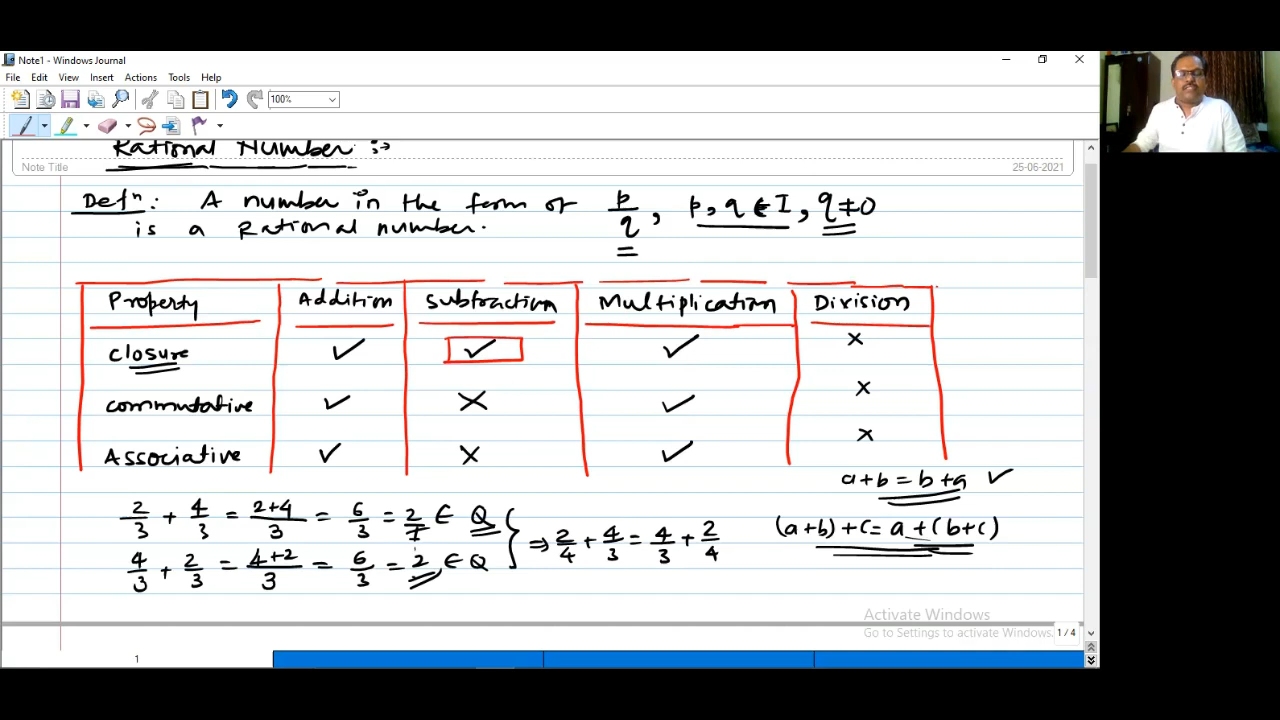 Note1 - Windows Journal
File Edit View Insert Actions Tools Help
100%
Rational Number :-
Note Title
25-06-2021
Defⁿ: A number in the form of p/q, p, q ∈ I, q≠0
is a Rational number.
Property Addition Subtraction Multiplication Division
closure ✓ ✓ ✓ ×
commutative ✓ × ✓ ×
Associative ✓ × ✓ ×
a+b = b+a ✓
2/3 + 4/3 = (2+4)/3 = 6/3 = 2/1 ∈ Q
(a+b)+c = a+(b+c)
4/3 + 2/3 = (4+2)/3 = 6/3 = 2 ∈ Q
} ⇒ 2/4 + 4/3 = 4/3 + 2/4
Activate Windows
Go to Settings to activate Windows.
1 / 4
1